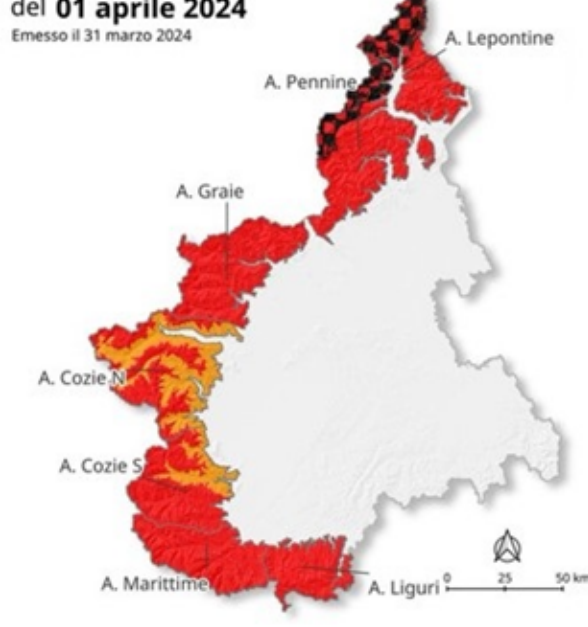 del 01 aprile 2024
Emesso il 31 marzo 2024
A. Lepontine
A. Pennine
A. Graie
A. Cozie N
A. Cozie S
A. Marittime
A. Liguri
0 25 50 km